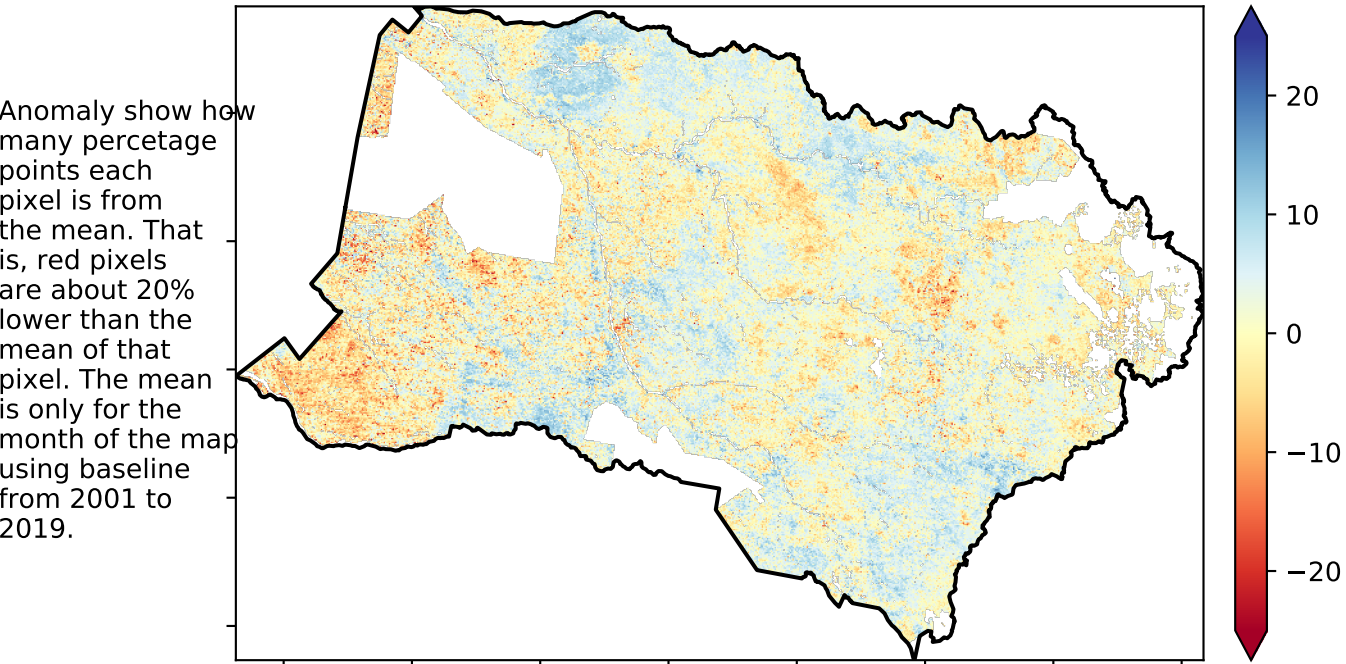 Anomaly show how
many percetage
points each
pixel is from
the mean. That
is, red pixels
are about 20%
lower than the
mean of that
pixel. The mean
is only for the
month of the map
using baseline
from 2001 to
2019.
20
10
0
−10
−20